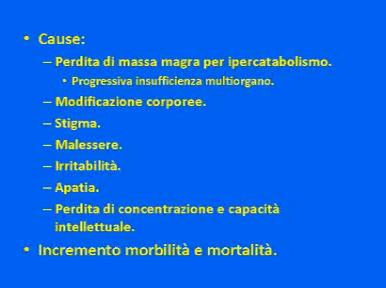 • Cause:
– Perdita di massa magra per ipercatabolismo.
• Progressiva insufficienza multiorgano.
– Modificazione corporee.
– Stigma.
– Malessere.
– Irritabilità.
– Apatia.
– Perdita di concentrazione e capacità
intellettuale.
• Incremento morbilità e mortalità.